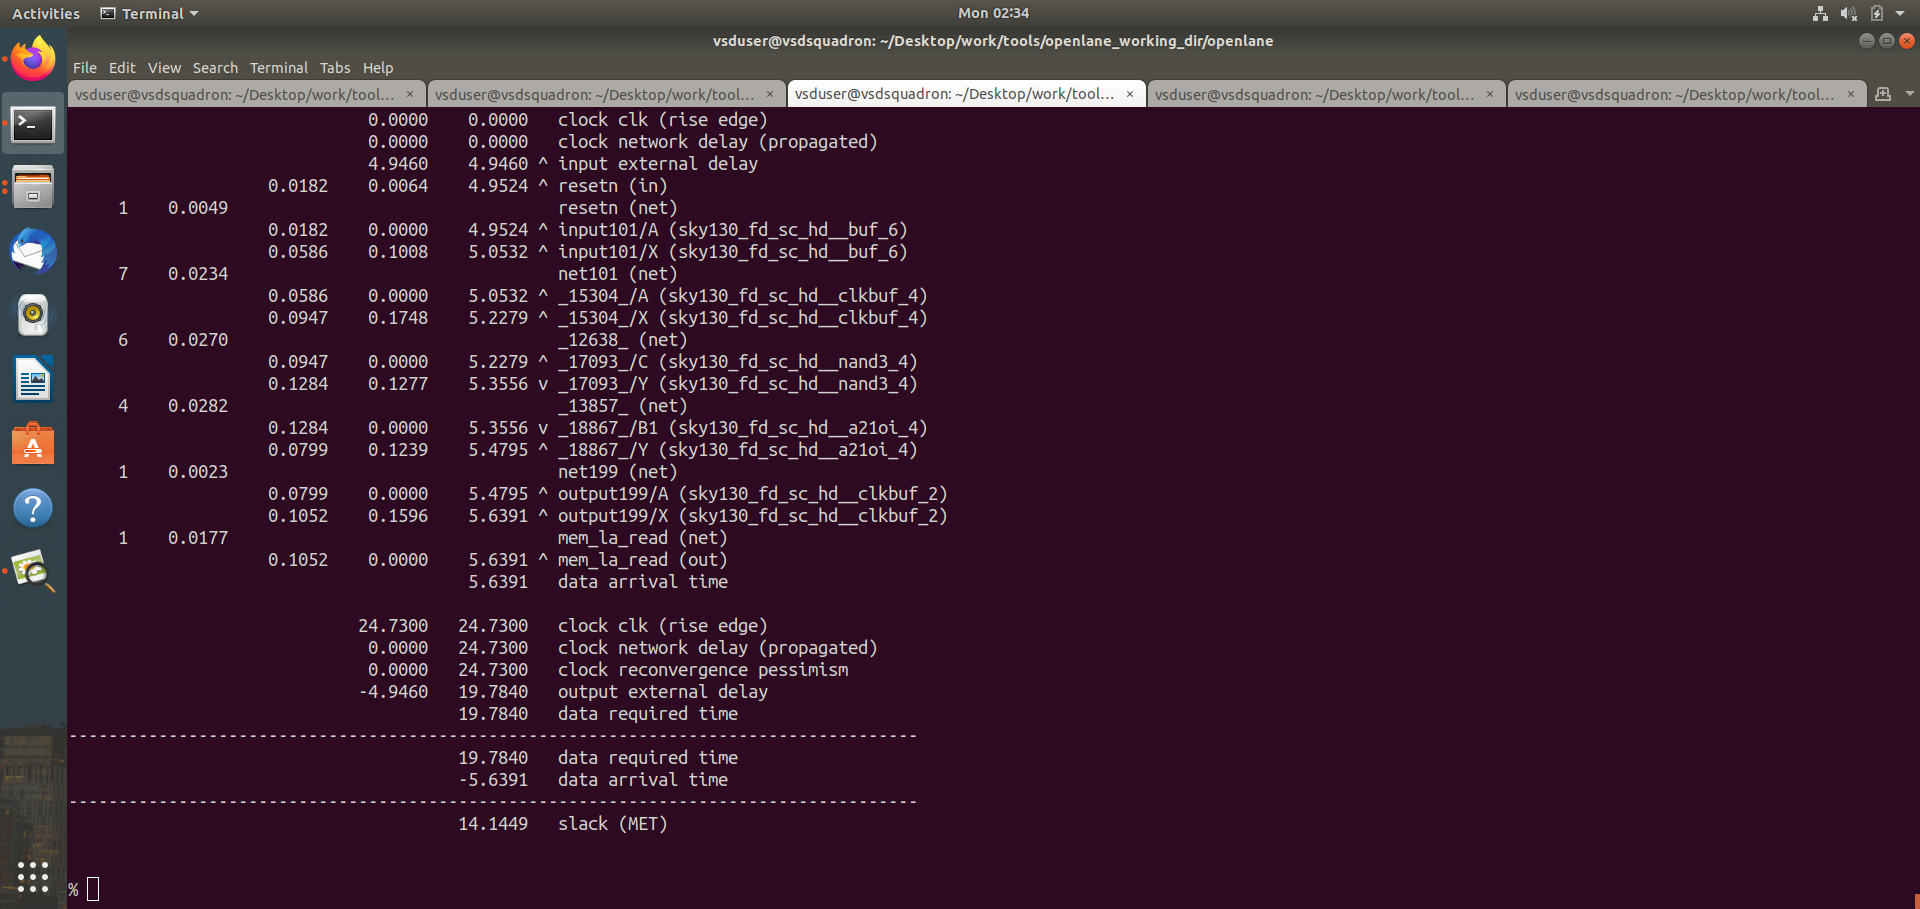 Activities Terminal Mon 02:34
vsduser@vsdsquadron: ~/Desktop/work/tools/openlane_working_dir/openlane
File Edit View Search Terminal Tabs Help
vsduser@vsdsquadron: ~/Desktop/work/tool... × vsduser@vsdsquadron: ~/Desktop/work/tool... × vsduser@vsdsquadron: ~/Desktop/work/tool... × vsduser@vsdsquadron: ~/Desktop/work/tool... × vsduser@vsdsquadron: ~/Desktop/work/tool... ×
0.0000 0.0000 clock clk (rise edge)
0.0000 0.0000 clock network delay (propagated)
4.9460 4.9460 ^ input external delay
0.0182 0.0064 4.9524 ^ resetn (in)
1 0.0049 resetn (net)
0.0182 0.0000 4.9524 ^ input101/A (sky130_fd_sc_hd__buf_6)
0.0586 0.1008 5.0532 ^ input101/X (sky130_fd_sc_hd__buf_6)
7 0.0234 net101 (net)
0.0586 0.0000 5.0532 ^ _15304_/A (sky130_fd_sc_hd__clkbuf_4)
0.0947 0.1748 5.2279 ^ _15304_/X (sky130_fd_sc_hd__clkbuf_4)
6 0.0270 _12638_ (net)
0.0947 0.0000 5.2279 ^ _17093_/C (sky130_fd_sc_hd__nand3_4)
0.1284 0.1277 5.3556 v _17093_/Y (sky130_fd_sc_hd__nand3_4)
4 0.0282 _13857_ (net)
0.1284 0.0000 5.3556 v _18867_/B1 (sky130_fd_sc_hd__a21oi_4)
0.0799 0.1239 5.4795 ^ _18867_/Y (sky130_fd_sc_hd__a21oi_4)
1 0.0023 net199 (net)
0.0799 0.0000 5.4795 ^ output199/A (sky130_fd_sc_hd__clkbuf_2)
0.1052 0.1596 5.6391 ^ output199/X (sky130_fd_sc_hd__clkbuf_2)
1 0.0177 mem_la_read (net)
0.1052 0.0000 5.6391 ^ mem_la_read (out)
5.6391 data arrival time
24.7300 24.7300 clock clk (rise edge)
0.0000 24.7300 clock network delay (propagated)
0.0000 24.7300 clock reconvergence pessimism
-4.9460 19.7840 output external delay
19.7840 data required time
-------------------------------------------------------------------------------------
19.7840 data required time
-5.6391 data arrival time
-------------------------------------------------------------------------------------
14.1449 slack (MET)
%